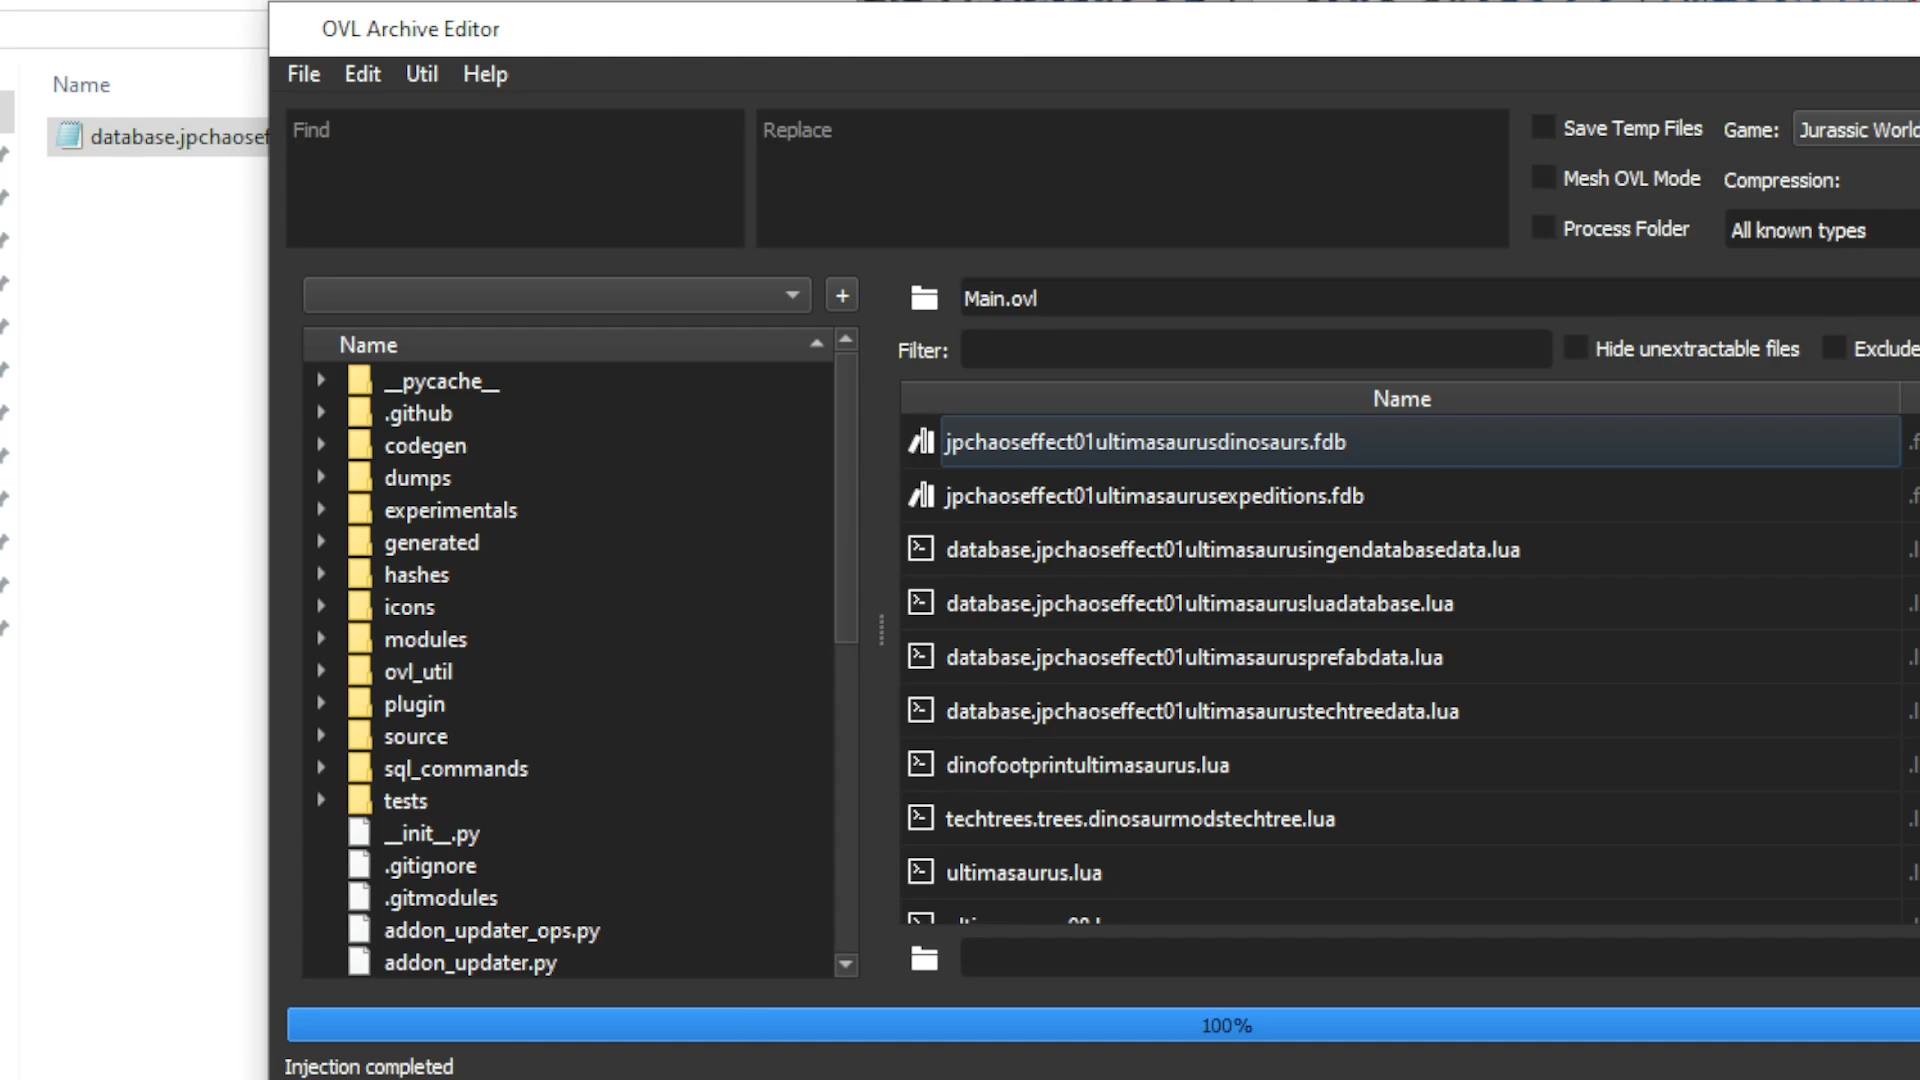 OVL Archive Editor
File Edit Util Help
Name
database.jpchaosef
Find
Replace
Save Temp Files
Game:
Jurassic World
Mesh OVL Mode
Compression:
Process Folder
All known types
+
Main.ovl
Filter:
Hide unextractable files
Exclude
Name
__pycache__
.github
codegen
dumps
experimentals
generated
hashes
icons
modules
ovl_util
plugin
source
sql_commands
tests
__init__.py
.gitignore
.gitmodules
addon_updater_ops.py
addon_updater.py
Name
jpchaoseffect01ultimasaurusdinosaurs.fdb
jpchaoseffect01ultimasaurusexpeditions.fdb
database.jpchaoseffect01ultimasaurusingendatabasedata.lua
database.jpchaoseffect01ultimasaurusluadatabase.lua
database.jpchaoseffect01ultimasaurusprefabdata.lua
database.jpchaoseffect01ultimasaurustechtreedata.lua
dinofootprintultimasaurus.lua
techtrees.trees.dinosaurmodstechtree.lua
ultimasaurus.lua
100%
Injection completed